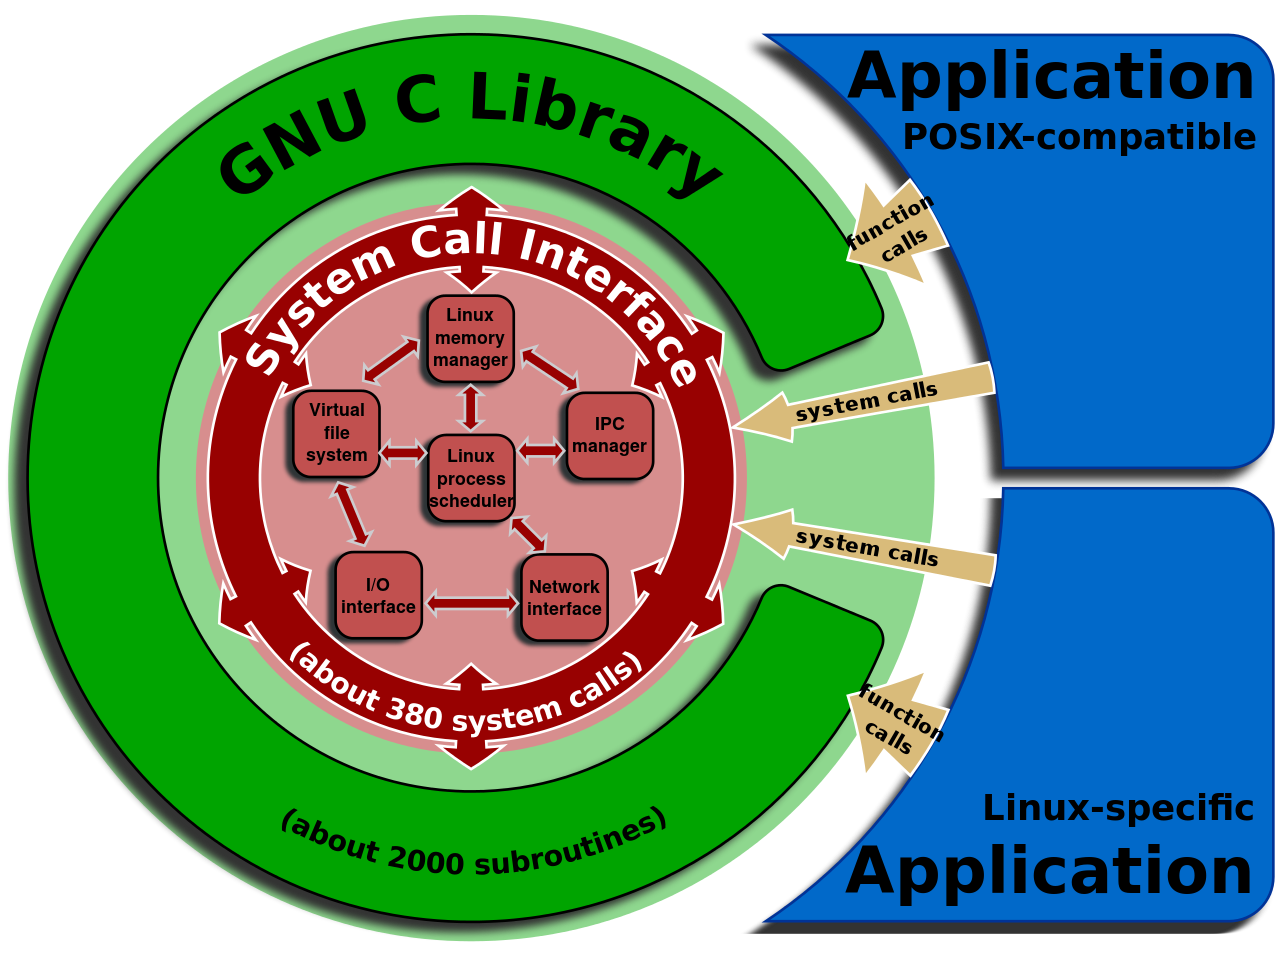 GNU C Library
Application
POSIX-compatible
function
calls
System Call Interface
Linux
memory
manager
system calls
Virtual
file
system
IPC
manager
Linux
process
scheduler
system calls
I/O
interface
Network
interface
(about 380 system calls)
function
calls
(about 2000 subroutines)
Linux-specific
Application